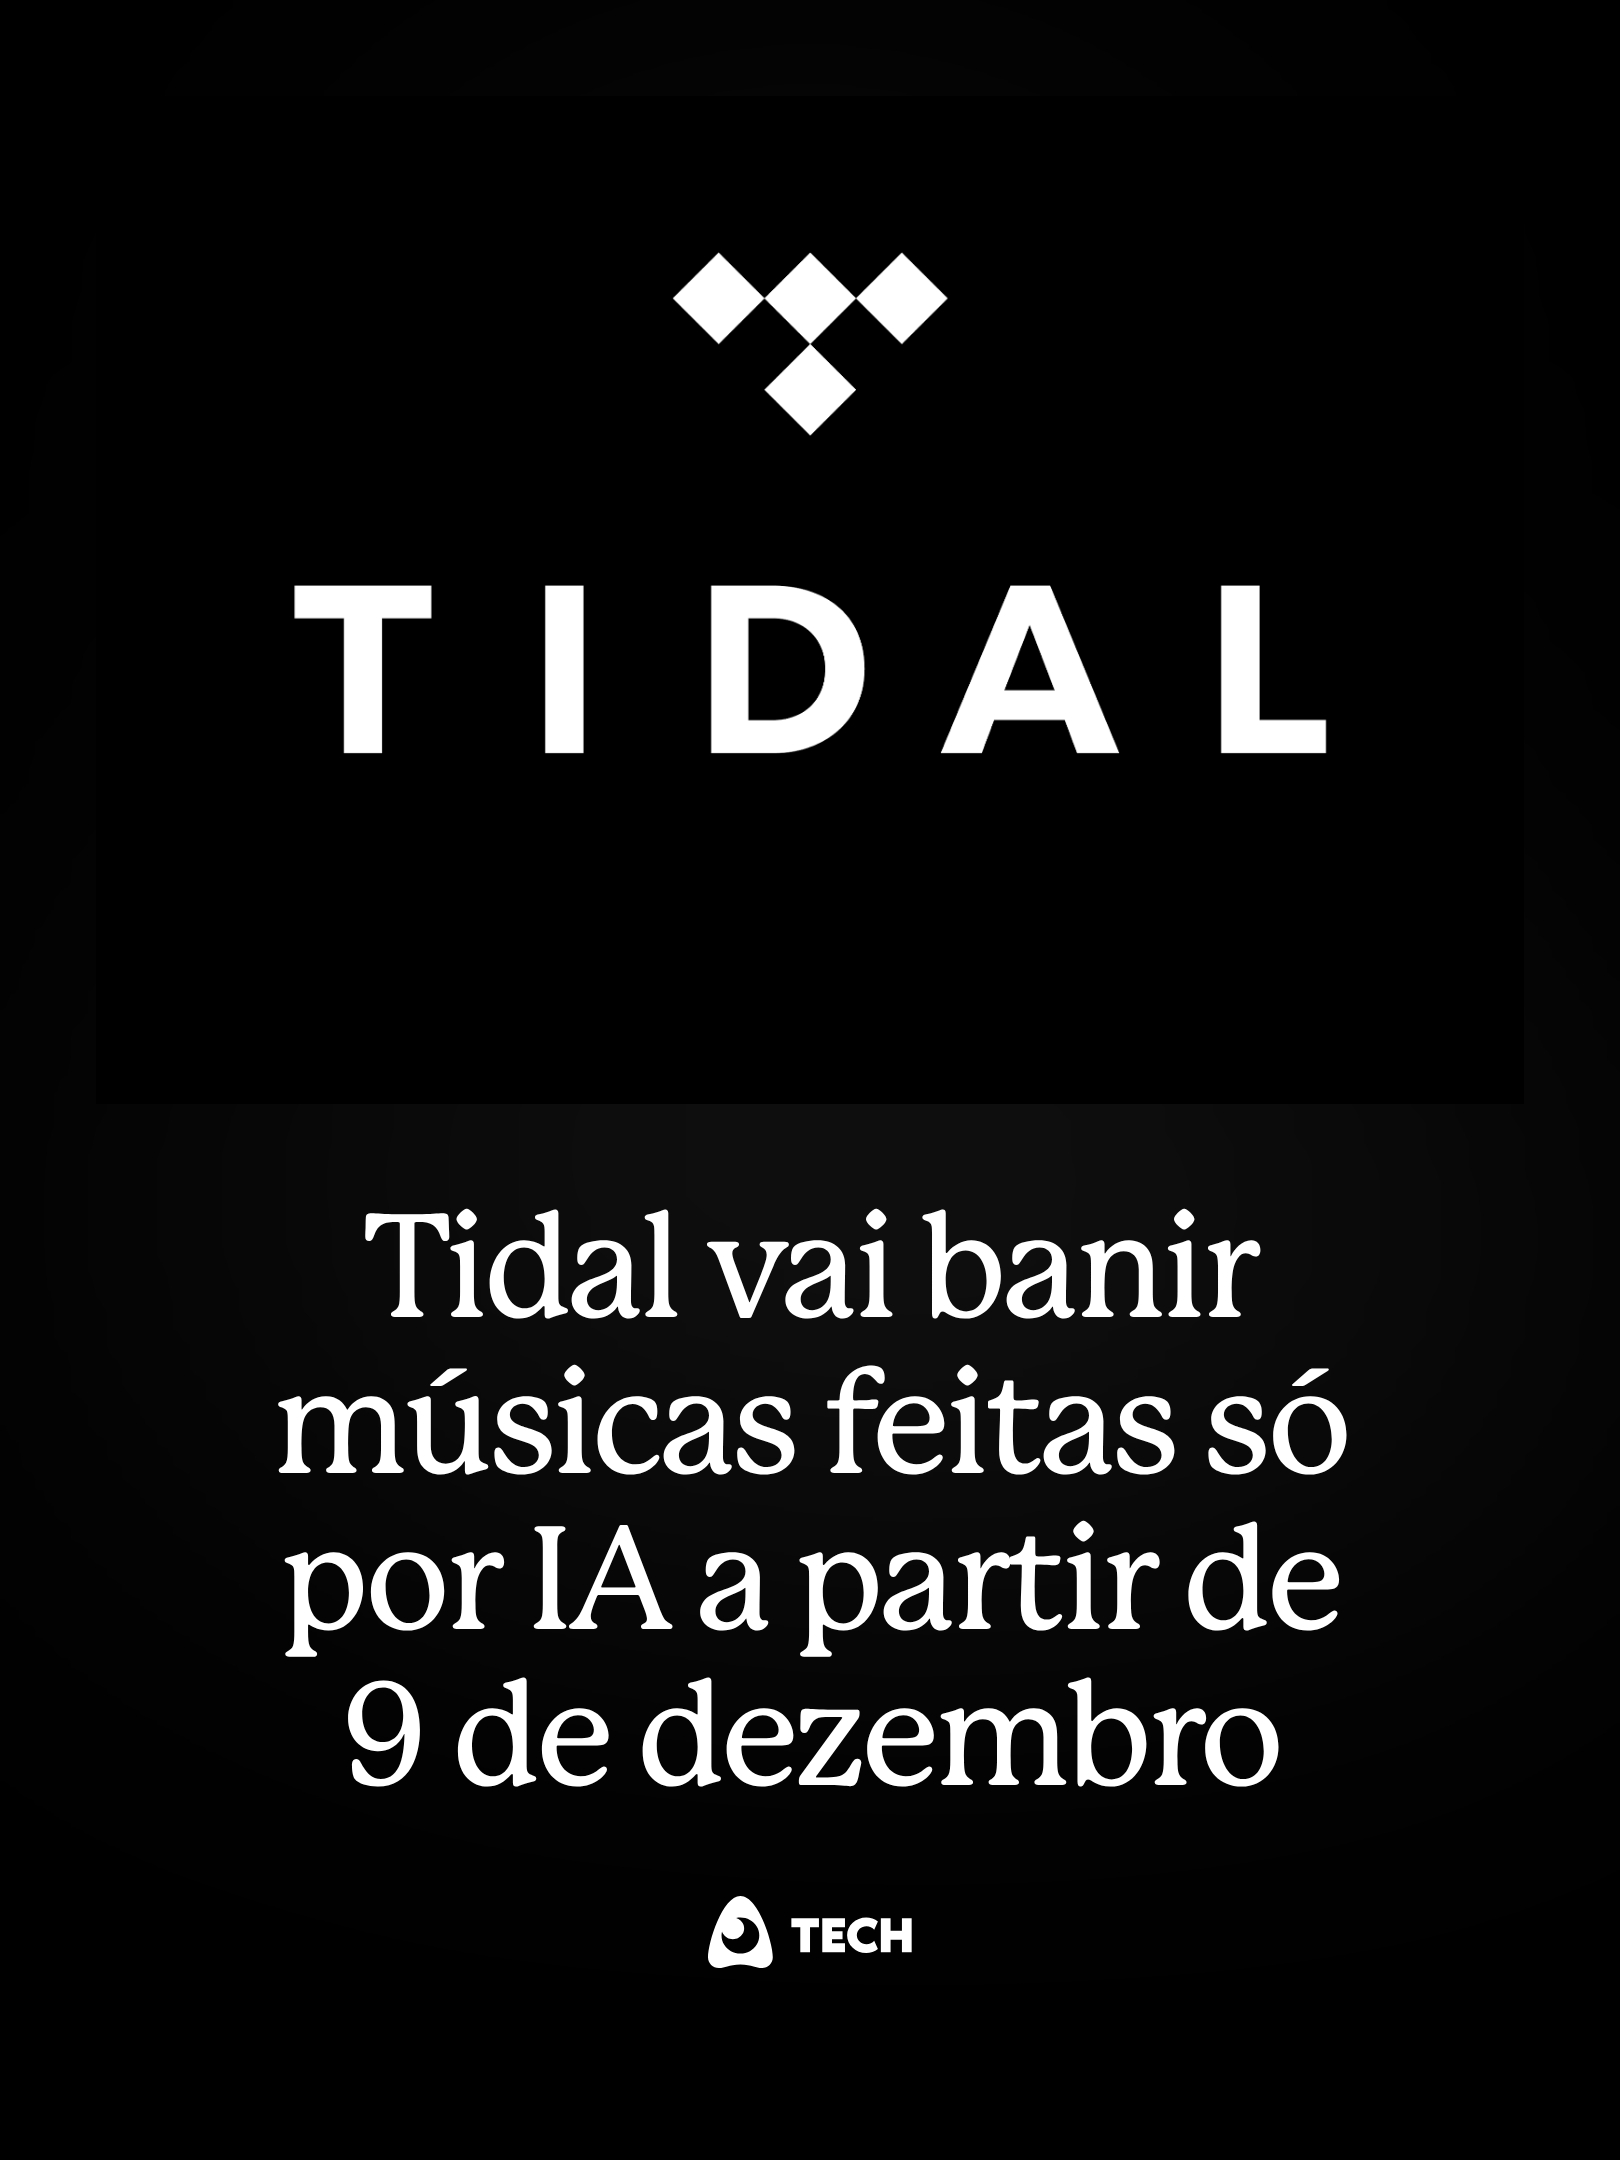 TIDAL
Tidal vai banir
músicas feitas só
por IA a partir de
9 de dezembro
TECH